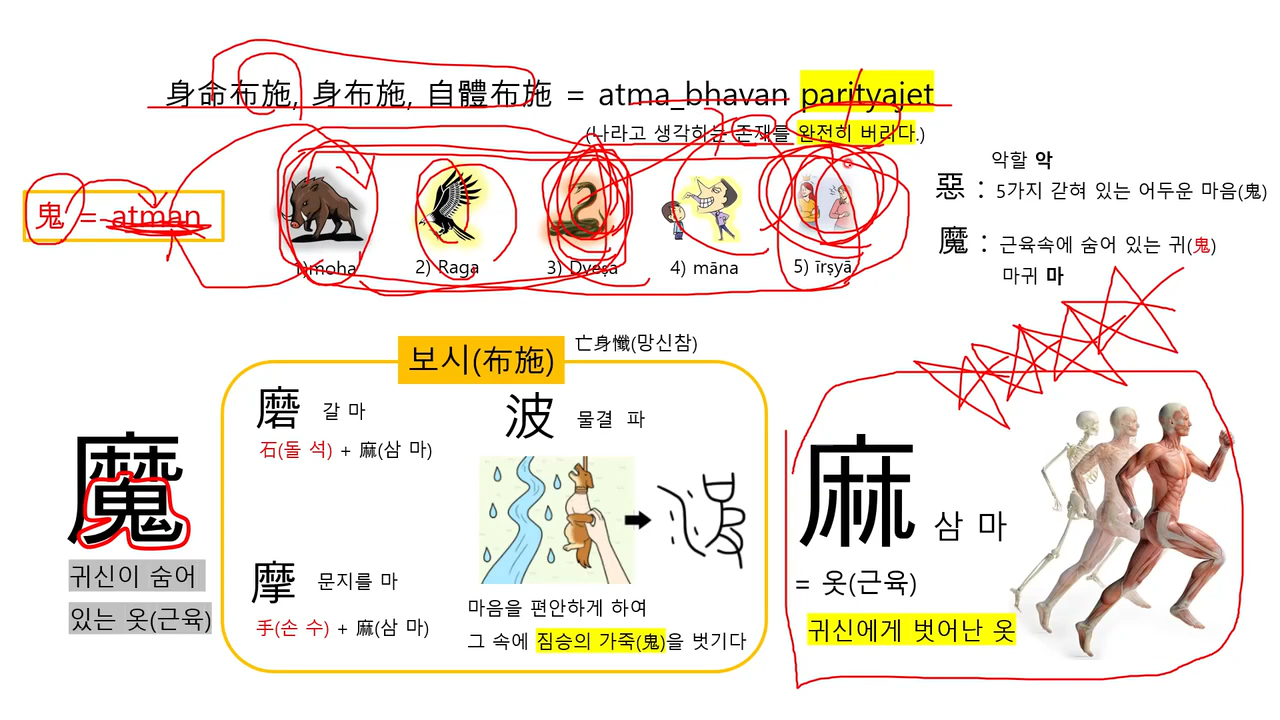 身命布施, 身布施, 自體布施 = atma_bhavan parityajet
(나라고 생각하는 존재를 완전히 버리다.)
鬼 = atman
1) moha
2) Raga
3) Dveṣa
4) māna
5) īrṣyā
악할 악
惡 : 5가지 갇혀 있는 어두운 마음(鬼)
魔 : 근육속에 숨어 있는 귀(鬼)
마귀 마
보시(布施)
亡身懺(망신참)
魔
귀신이 숨어
있는 옷(근육)
磨 갈 마
石(돌 석) + 麻(삼 마)
摩 문지를 마
手(손 수) + 麻(삼 마)
波 물결 파
마음을 편안하게 하여
그 속에 짐승의 가죽(鬼)을 벗기다
麻 삼 마
= 옷(근육)
귀신에게 벗어난 옷